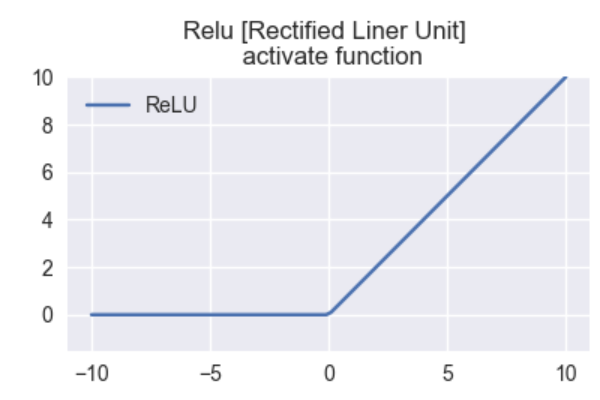 Relu [Rectified Liner Unit]
activate function
10
ReLU
8
6
4
2
0
−10 −5 0 5 10